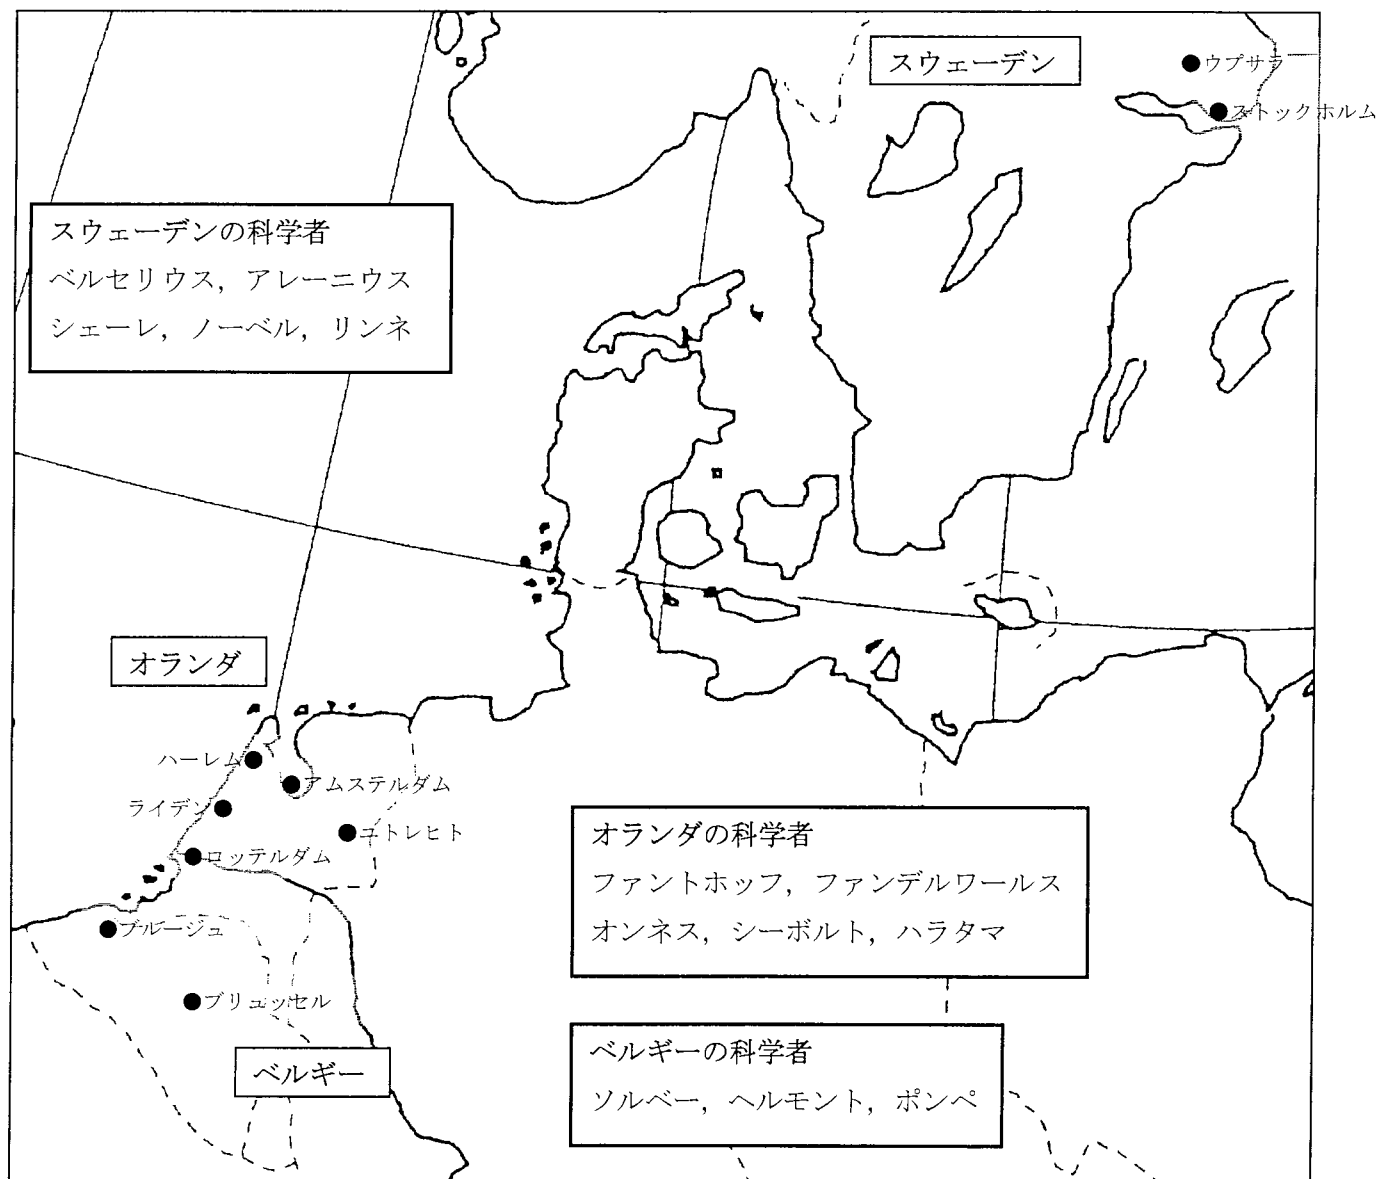 スウェーデン
ウプサラ
ストックホルム
スウェーデンの科学者
ベルセリウス，アレーニウス
シェーレ，ノーベル，リンネ
オランダ
ハーレム
アムステルダム
ライデン
ユトレヒト
ロッテルダム
オランダの科学者
ファントホッフ，ファンデルワールス
オンネス，シーボルト，ハラタマ
ブルージュ
ブリュッセル
ベルギー
ベルギーの科学者
ソルベー，ヘルモント，ポンペ